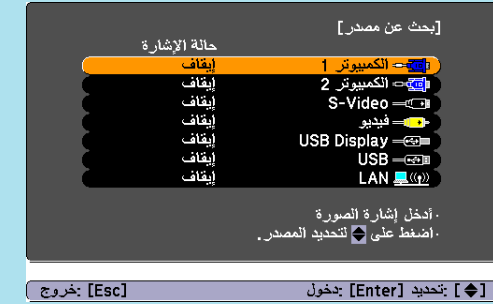 [بحث عن مصدر]
حالة الإشارة
الكمبيوتر 1 إيقاف
الكمبيوتر 2 إيقاف
S-Video إيقاف
فيديو إيقاف
USB Display إيقاف
USB إيقاف
LAN إيقاف
·أدخل إشارة الصورة
·اضغط على لتحديد المصدر.
[ ] :تحديد [Enter] :دخول [Esc] :خروج